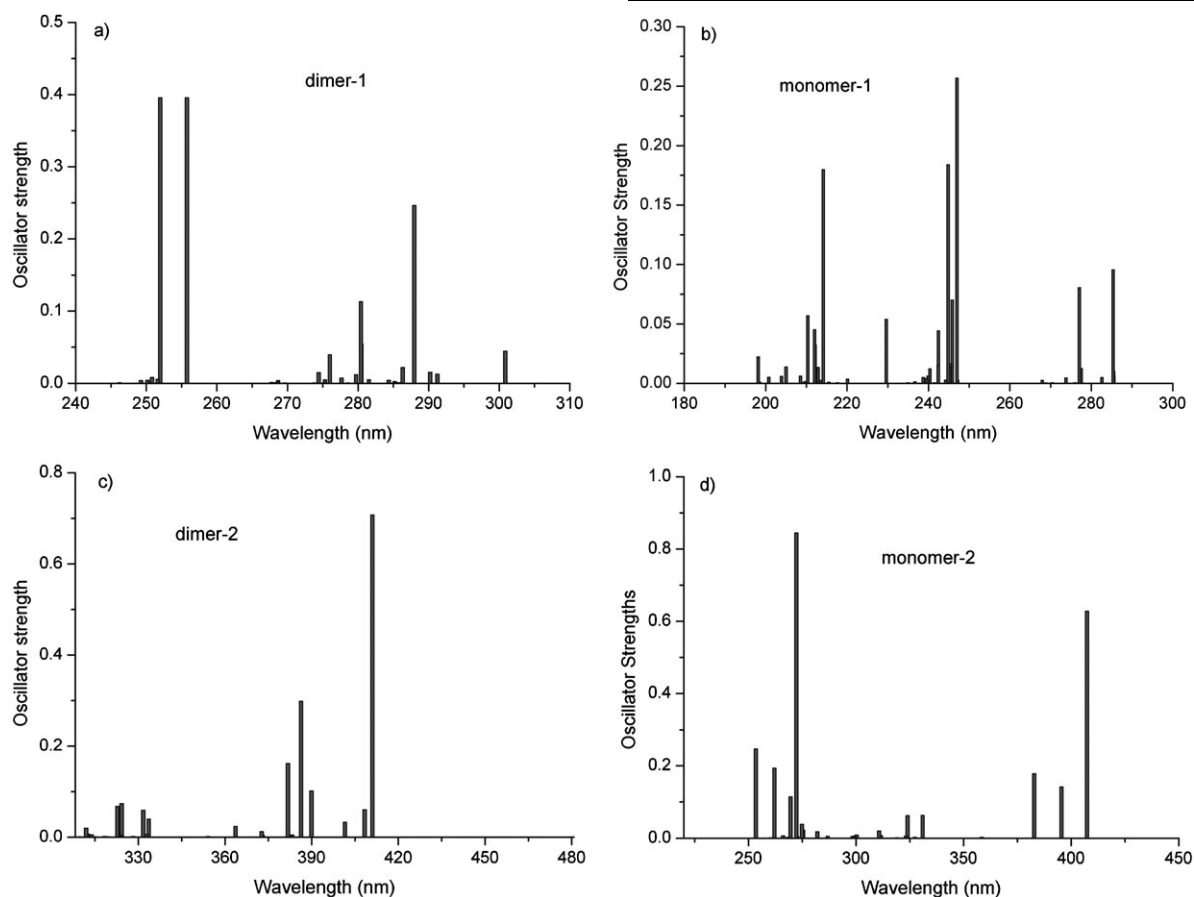 a)
dimer-1
0.5
0.4
0.3
0.2
0.1
0.0
Oscillator strength
240 250 260 270 280 290 300 310
Wavelength (nm)
b)
monomer-1
0.30
0.25
0.20
0.15
0.10
0.05
0.00
Oscillator Strength
180 200 220 240 260 280 300
Wavelength (nm)
c)
dimer-2
0.8
0.6
0.4
0.2
0.0
Oscillator strength
330 360 390 420 450 480
Wavelength (nm)
d)
monomer-2
1.0
0.8
0.6
0.4
0.2
0.0
Oscillator Strengths
250 300 350 400 450
Wavelength (nm)